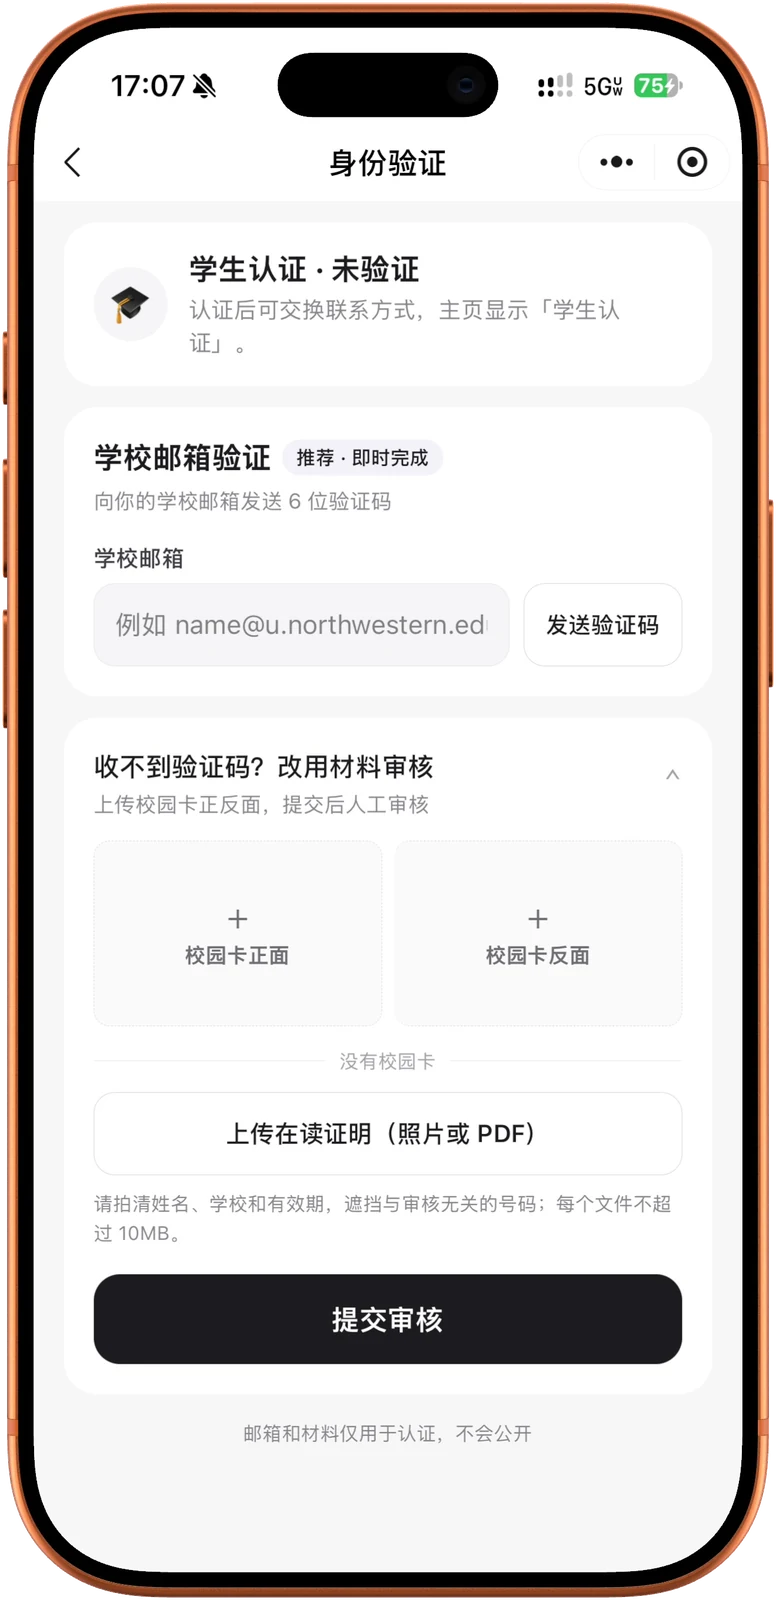 17:07
5GUW
75
身份验证
学生认证 · 未验证
认证后可交换联系方式，主页显示「学生认
证」。
学校邮箱验证
推荐 · 即时完成
向你的学校邮箱发送 6 位验证码
学校邮箱
例如 name@u.northwestern.ed
发送验证码
收不到验证码？改用材料审核
上传校园卡正反面，提交后人工审核
校园卡正面
校园卡反面
没有校园卡
上传在读证明（照片或 PDF）
请拍清姓名、学校和有效期，遮挡与审核无关的号码；每个文件不超
过 10MB。
提交审核
邮箱和材料仅用于认证，不会公开